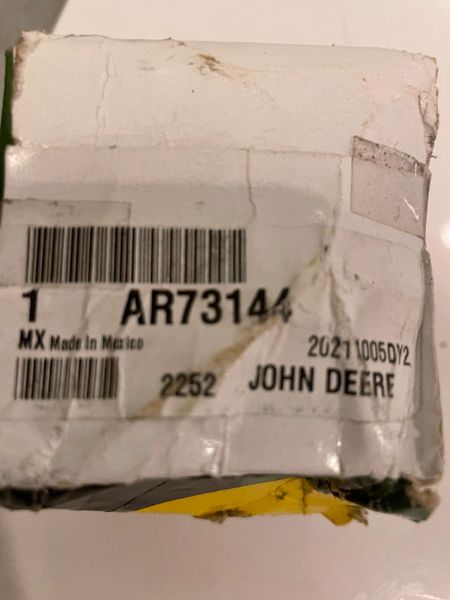 1 AR73144
MX Made In Mexico
20211005DY2
2252 JOHN DEERE